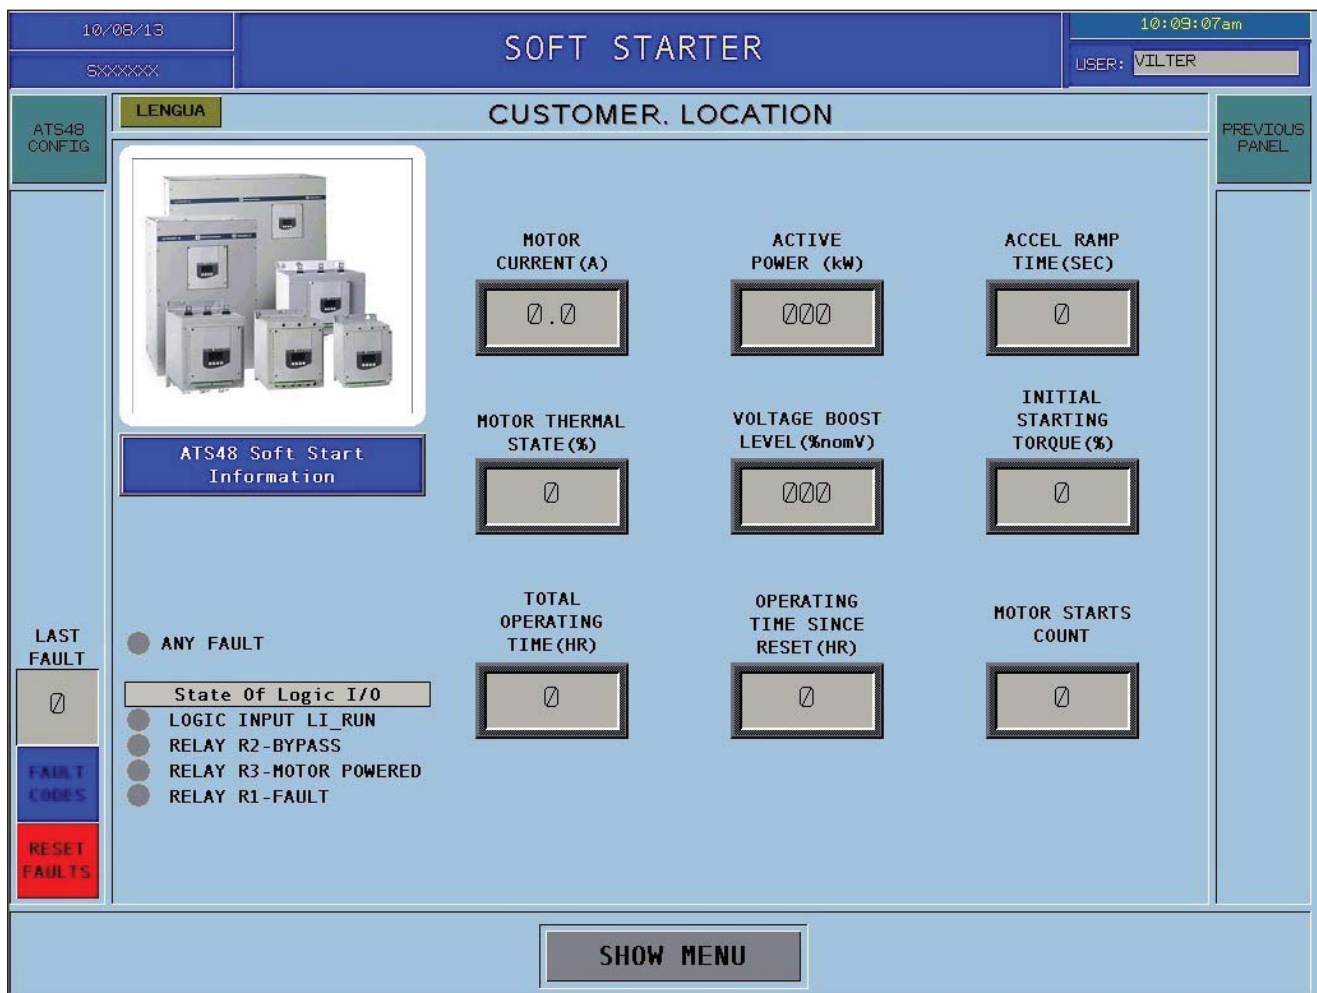 10/08/13
SXXXXXX
SOFT STARTER
10:09:07am
USER: VILTER
ATS48
CONFIG
LENGUA
CUSTOMER. LOCATION
PREVIOUS
PANEL
MOTOR
CURRENT(A)
0.0
ACTIVE
POWER (kW)
000
ACCEL RAMP
TIME(SEC)
0
ATS48 Soft Start
Information
MOTOR THERMAL
STATE(%)
0
VOLTAGE BOOST
LEVEL(%nomV)
000
INITIAL
STARTING
TORQUE(%)
0
LAST
FAULT
0
FAULT
CODES
RESET
FAULTS
ANY FAULT
State Of Logic I/O
LOGIC INPUT LI_RUN
RELAY R2-BYPASS
RELAY R3-MOTOR POWERED
RELAY R1-FAULT
TOTAL
OPERATING
TIME(HR)
0
OPERATING
TIME SINCE
RESET(HR)
0
MOTOR STARTS
COUNT
0
SHOW MENU